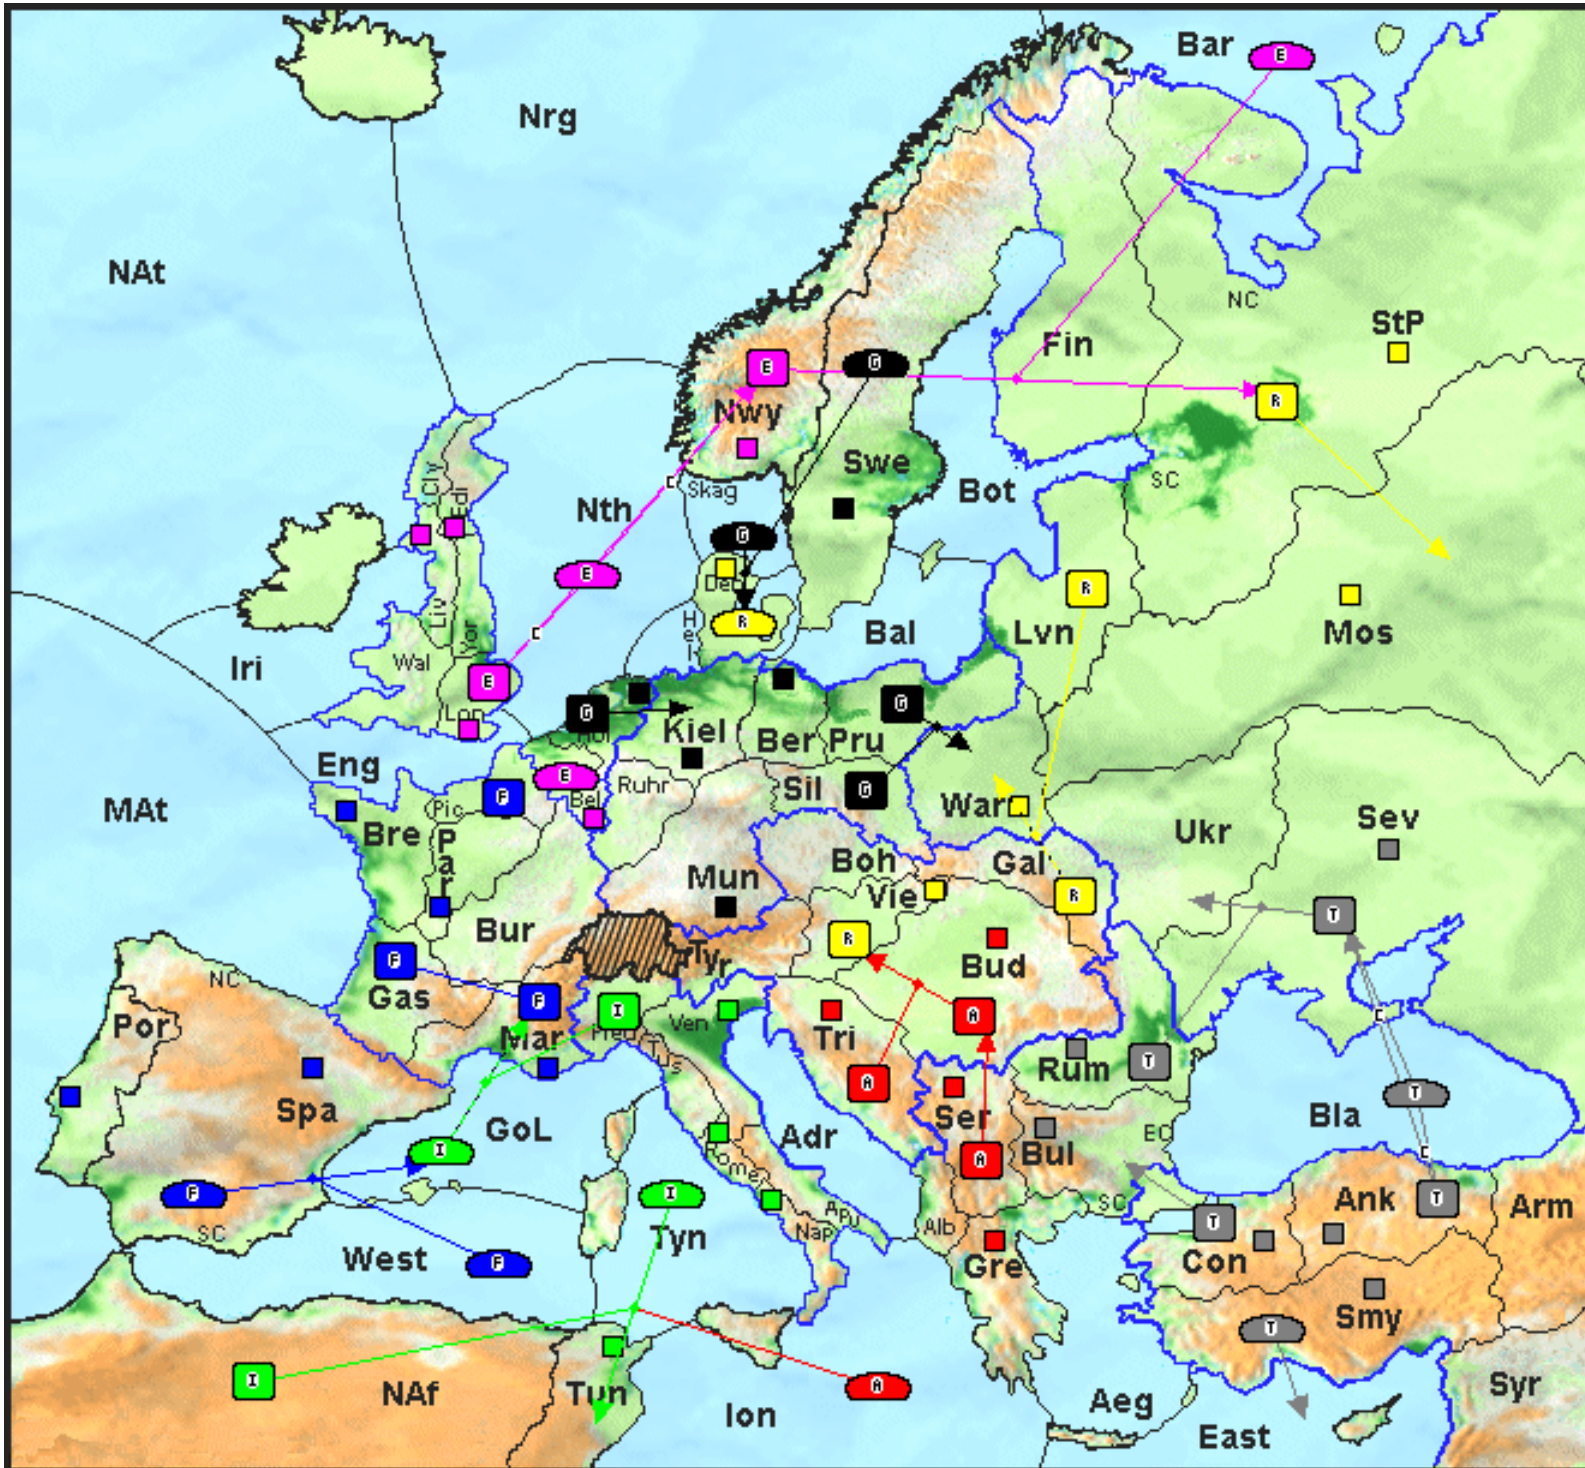 Bar
E
Nrg
NAt
NC
StP
Fin
E
G
Nwy
R
Swe
SC
Bot
Skag
Cly
Edi
Nth
C
G
E
Den
R
R
Hel
Liv
Yor
C
Bal
Lvn
Mos
Iri
Wal
E
Lon
G
Hol
Kiel
Ber
Pru
G
Eng
E
Ruhr
Sil
G
War
MAt
Pic
F
Bel
Bre
Par
Ukr
Sev
Boh
Gal
Mun
Vie
R
T
Bur
R
Bud
F
Tyr
NC
Gas
F
I
Por
Mar
Pied
Ven
Tus
Tri
A
C
Rum
T
Spa
A
Ser
T
Bla
GoL
Adr
Bul
EC
I
Rome
A
C
F
I
Ank
T
Arm
SC
Apu
Nap
Alb
SC
T
West
F
Tyn
Gre
Con
Smy
T
I
NAf
Tun
A
Ion
Aeg
East
Syr